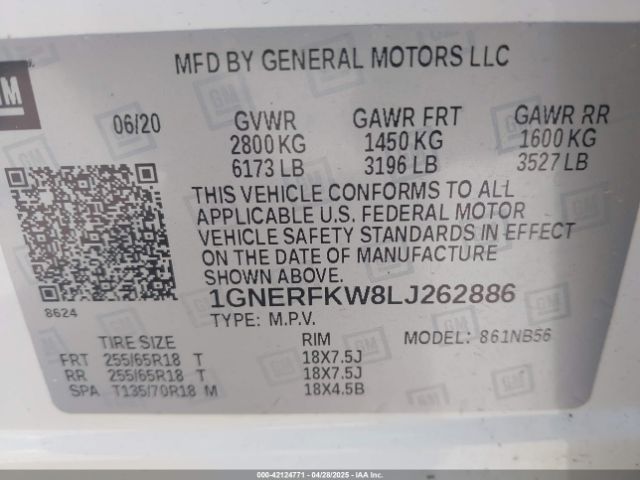 GM
MFD BY GENERAL MOTORS LLC
06/20 GVWR GAWR FRT GAWR RR
2800 KG 1450 KG 1600 KG
6173 LB 3196 LB 3527 LB
THIS VEHICLE CONFORMS TO ALL
APPLICABLE U.S. FEDERAL MOTOR
VEHICLE SAFETY STANDARDS IN EFFECT
ON THE DATE OF MANUFACTURE
SHOWN ABOVE.
8624
1GNERFKW8LJ262886
TYPE: M.P.V. MODEL: 861NB56
TIRE SIZE RIM
FRT 255/65R18 T 18X7.5J
RR 255/65R18 T 18X7.5J
SPA T135/70R18 M 18X4.5B
000-42124771 - 04/28/2025 - IAAI.COM